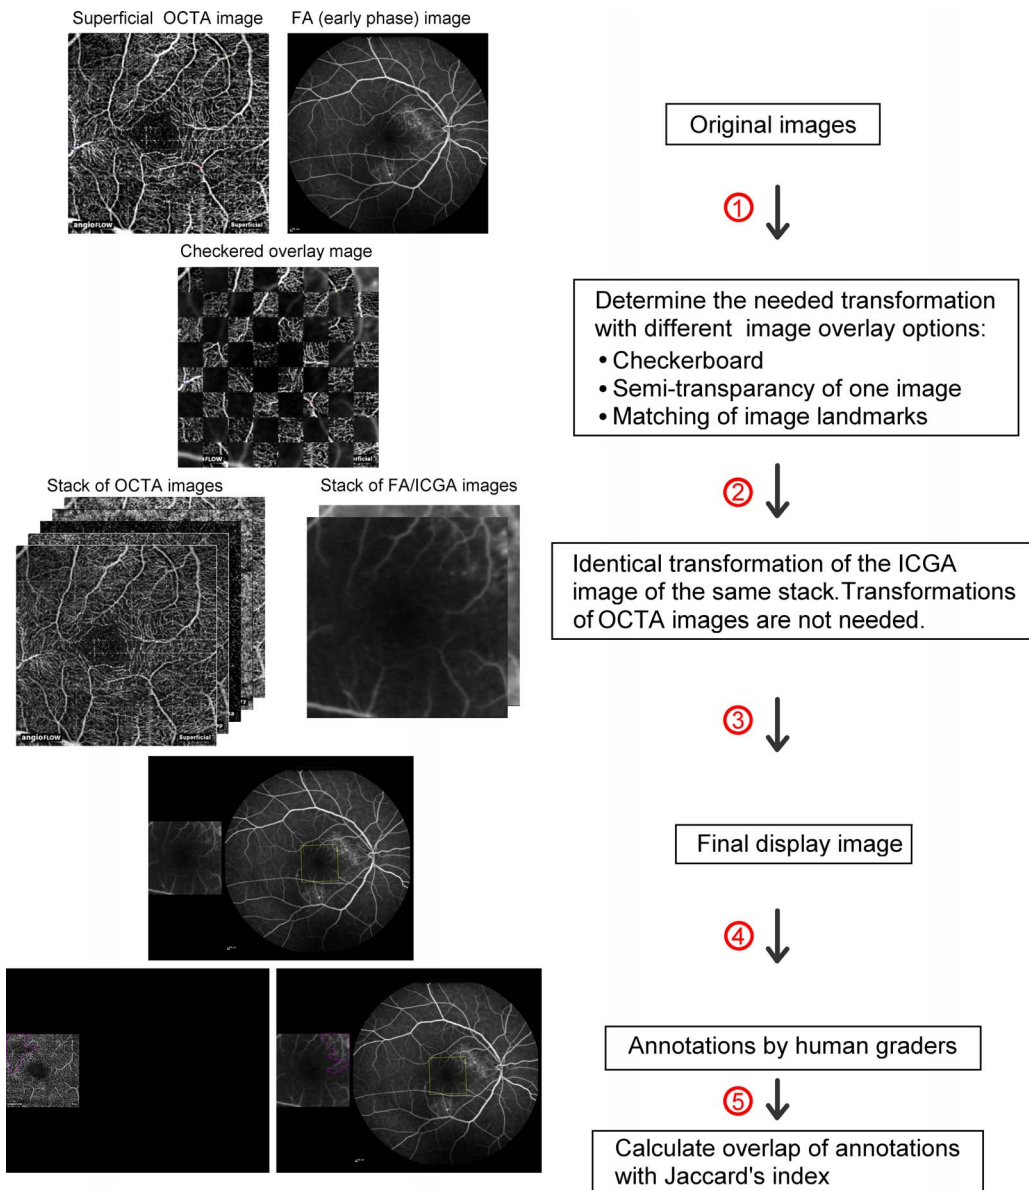 Superficial OCTA image
FA (early phase) image
Original images
angioFLOW
Superficial
1
Checkered overlay mage
Determine the needed transformation
with different image overlay options:
• Checkerboard
• Semi-transparancy of one image
• Matching of image landmarks
2
Stack of OCTA images
Stack of FA/ICGA images
Identical transformation of the ICGA
image of the same stack. Transformations
of OCTA images are not needed.
angioFLOW
Superficial
3
Final display image
4
Annotations by human graders
5
Calculate overlap of annotations
with Jaccard's index